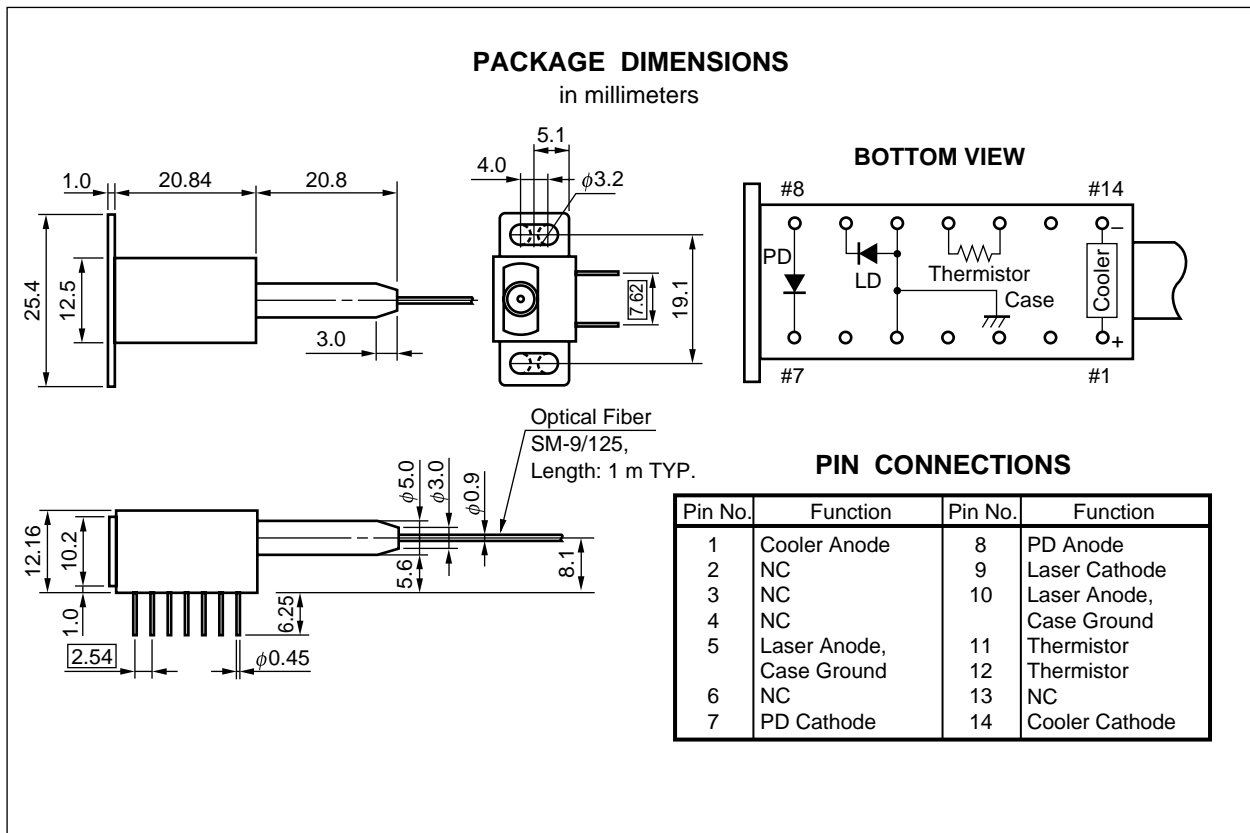 PACKAGE DIMENSIONS
in millimeters
1.0
20.84
20.8
25.4
12.5
3.0
5.1
4.0
ϕ3.2
7.62
19.1
BOTTOM VIEW
#8
#14
PD
LD
Thermistor
Case
Cooler
–
+
#7
#1
Optical Fiber
SM-9/125,
Length: 1 m TYP.
12.16
10.2
1.0
2.54
ϕ0.45
6.25
5.6
ϕ5.0
ϕ3.0
ϕ0.9
8.1
PIN CONNECTIONS
Pin No. Function Pin No. Function
1 Cooler Anode 8 PD Anode
2 NC 9 Laser Cathode
3 NC 10 Laser Anode,
4 NC Case Ground
5 Laser Anode, 11 Thermistor
Case Ground 12 Thermistor
6 NC 13 NC
7 PD Cathode 14 Cooler Cathode